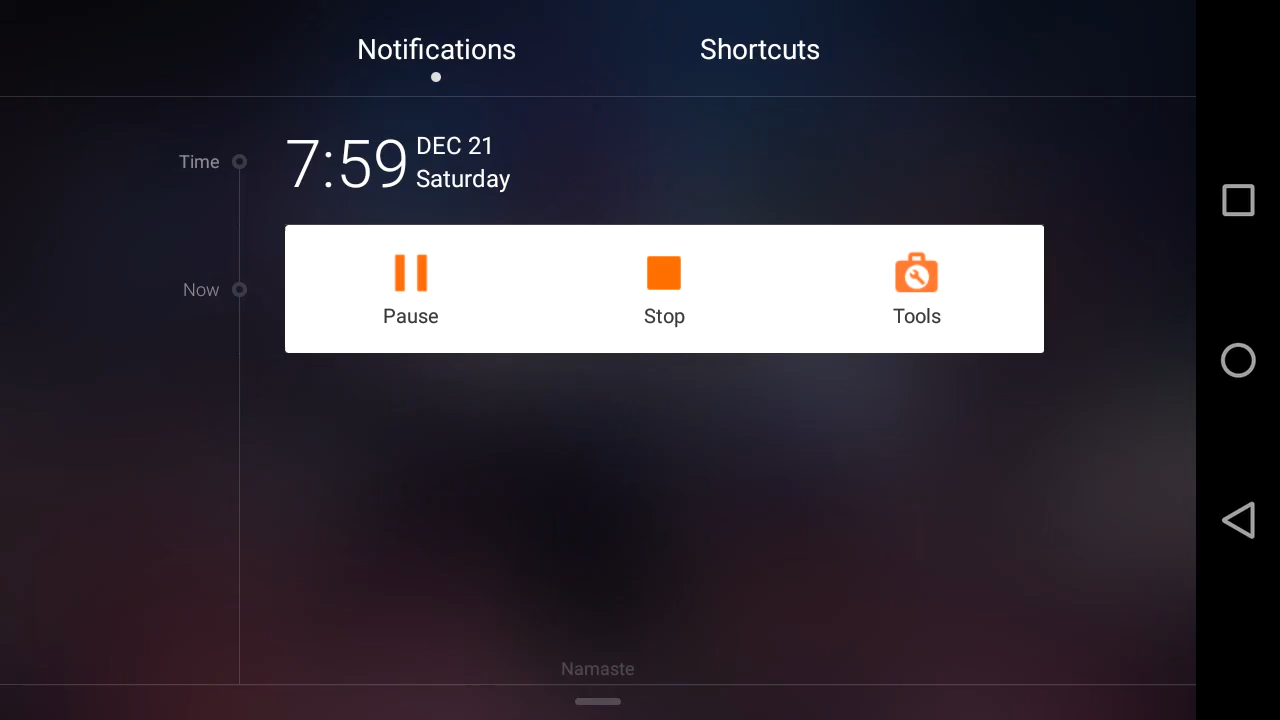 Notifications
Shortcuts
Time
7:59
DEC 21
Saturday
Now
Pause
Stop
Tools
Namaste